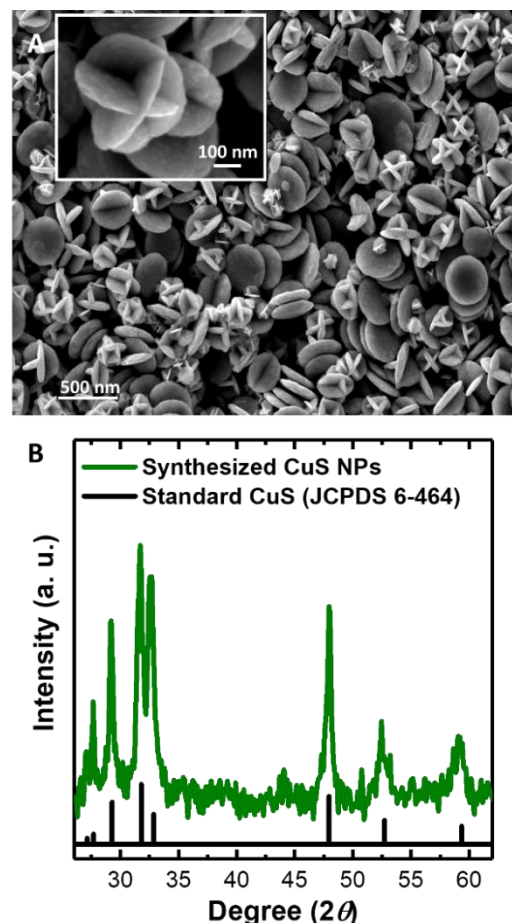 A
100 nm
500 nm
B
Synthesized CuS NPs
Standard CuS (JCPDS 6-464)
Intensity (a. u.)
30 35 40 45 50 55 60
Degree (2θ)